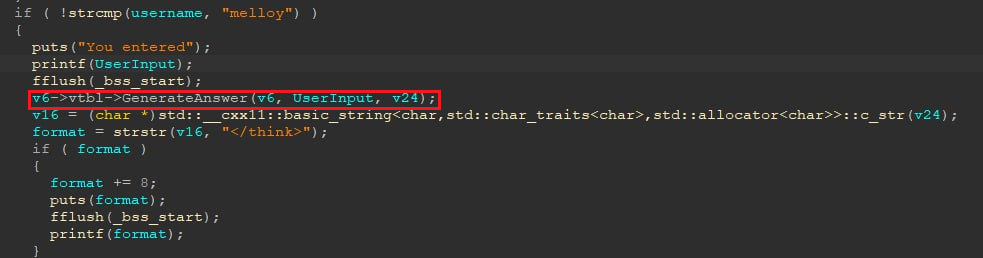 if ( !strcmp(username, "melloy") )
{
puts("You entered");
printf(UserInput);
fflush(_bss_start);
v6->vtbl->GenerateAnswer(v6, UserInput, v24);
v16 = (char *)std::__cxx11::basic_string<char,std::char_traits<char>,std::allocator<char>>::c_str(v24);
format = strstr(v16, "</think>");
if ( format )
{
format += 8;
puts(format);
fflush(_bss_start);
printf(format);
}